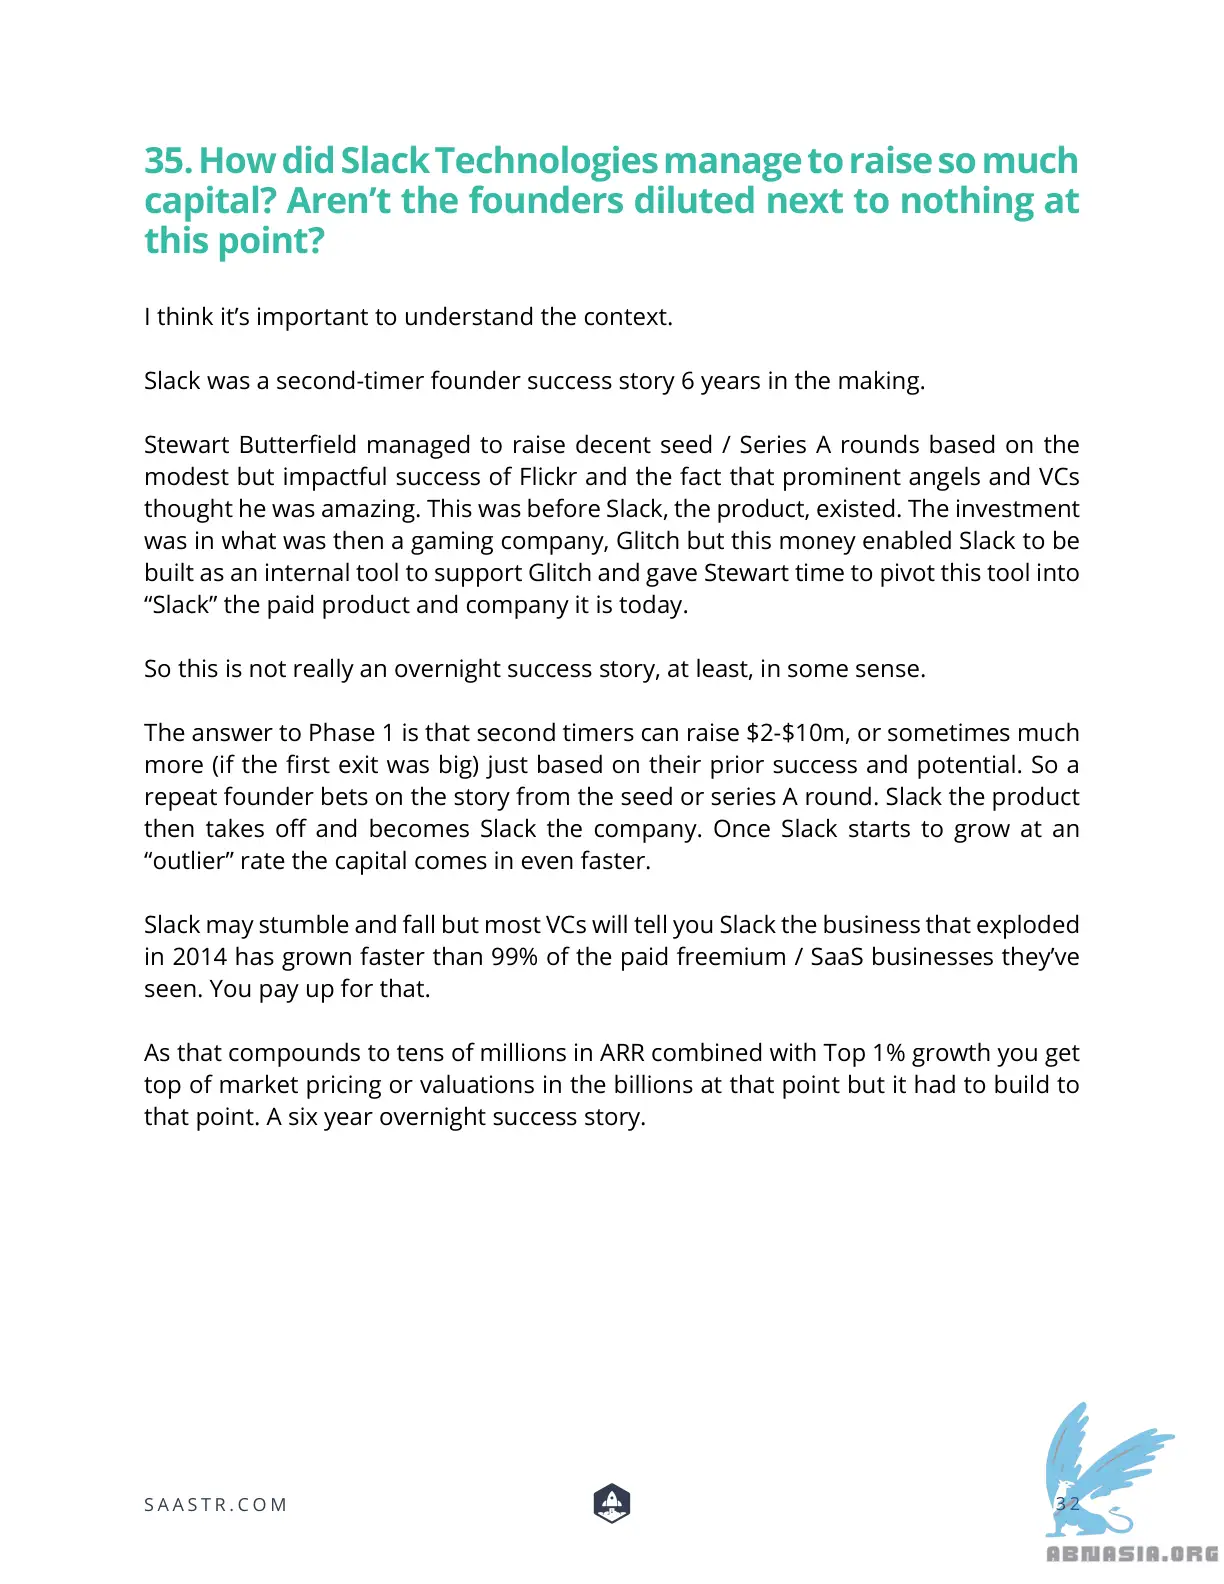 35. How did Slack Technologies manage to raise so much
capital? Aren’t the founders diluted next to nothing at
this point?
I think it’s important to understand the context.
Slack was a second-timer founder success story 6 years in the making.
Stewart Butterfield managed to raise decent seed / Series A rounds based on the
modest but impactful success of Flickr and the fact that prominent angels and VCs
thought he was amazing. This was before Slack, the product, existed. The investment
was in what was then a gaming company, Glitch but this money enabled Slack to be
built as an internal tool to support Glitch and gave Stewart time to pivot this tool into
“Slack” the paid product and company it is today.
So this is not really an overnight success story, at least, in some sense.
The answer to Phase 1 is that second timers can raise $2-$10m, or sometimes much
more (if the first exit was big) just based on their prior success and potential. So a
repeat founder bets on the story from the seed or series A round. Slack the product
then takes off and becomes Slack the company. Once Slack starts to grow at an
“outlier” rate the capital comes in even faster.
Slack may stumble and fall but most VCs will tell you Slack the business that exploded
in 2014 has grown faster than 99% of the paid freemium / SaaS businesses they’ve
seen. You pay up for that.
As that compounds to tens of millions in ARR combined with Top 1% growth you get
top of market pricing or valuations in the billions at that point but it had to build to
that point. A six year overnight success story.
SAASTR.COM
32
ABNASIA.ORG